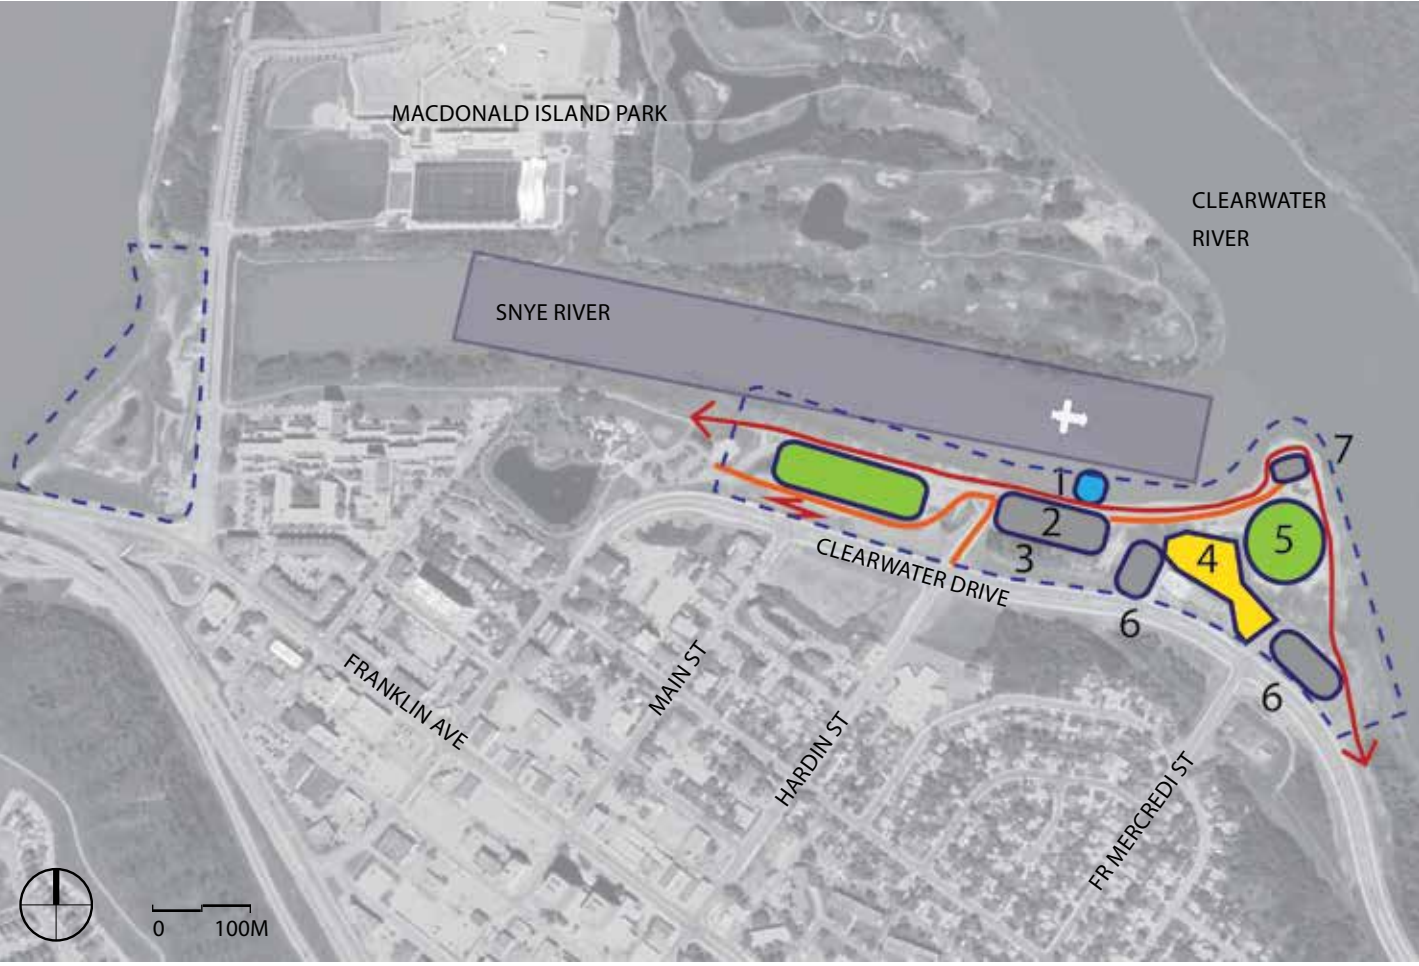 MACDONALD ISLAND PARK
CLEARWATER
RIVER
SNYE RIVER
7
1
2
3
4
5
6
6
CLEARWATER DRIVE
MAIN ST
FRANKLIN AVE
HARDIN ST
FR MERCREDI ST
0 100M